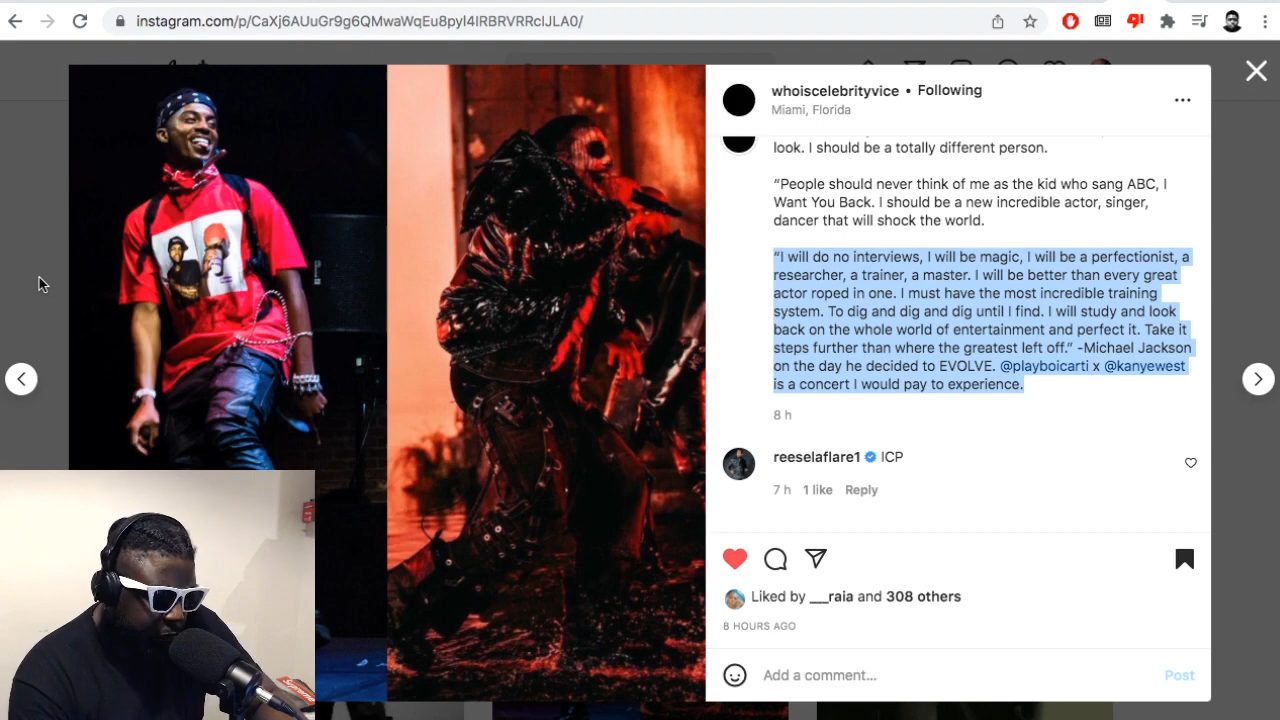 instagram.com/p/CaXj6AUuGr9g6QMwaWqEu8pyI4IRBRVRRcIJLA0/
whoiscelebrityvice • Following
Miami, Florida
look. I should be a totally different person.
“People should never think of me as the kid who sang ABC, I
Want You Back. I should be a new incredible actor, singer,
dancer that will shock the world.
“I will do no interviews, I will be magic, I will be a perfectionist, a
researcher, a trainer, a master. I will be better than every great
actor roped in one. I must have the most incredible training
system. To dig and dig and dig until I find. I will study and look
back on the whole world of entertainment and perfect it. Take it
steps further than where the greatest left off.” -Michael Jackson
on the day he decided to EVOLVE. @playboicarti x @kanyewest
is a concert I would pay to experience.
8 h
reeselaflare1 ICP
7 h 1 like Reply
Liked by ___raia and 308 others
8 HOURS AGO
Add a comment... Post
Supreme